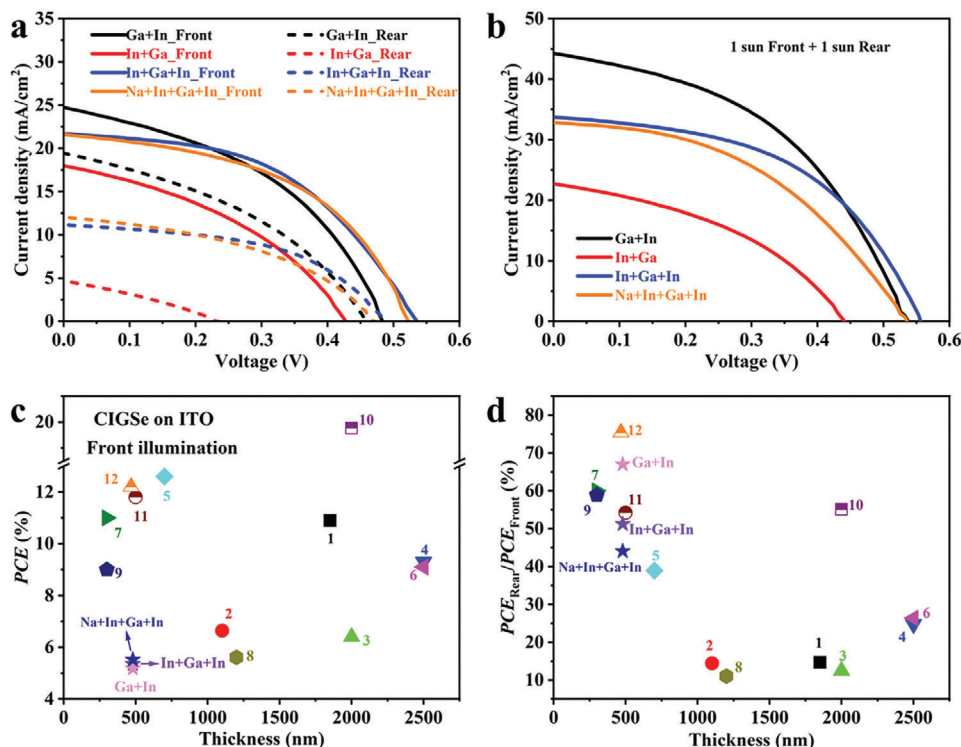 a
Ga+In_Front
Ga+In_Rear
In+Ga_Front
In+Ga_Rear
In+Ga+In_Front
In+Ga+In_Rear
Na+In+Ga+In_Front
Na+In+Ga+In_Rear
Current density (mA/cm²)
35
30
25
20
15
10
5
0
0.0 0.1 0.2 0.3 0.4 0.5 0.6
Voltage (V)
b
1 sun Front + 1 sun Rear
Current density (mA/cm²)
50
40
30
20
10
0
Ga+In
In+Ga
In+Ga+In
Na+In+Ga+In
0.0 0.1 0.2 0.3 0.4 0.5 0.6
Voltage (V)
c
CIGSe on ITO
Front illumination
PCE (%)
20
12
10
8
6
4
10
12
5
11
7
1
9
4
6
2
3
8
Na+In+Ga+In
In+Ga+In
Ga+In
0 500 1000 1500 2000 2500
Thickness (nm)
d
PCE_Rear/PCE_Front (%)
80
70
60
50
40
30
20
10
12
Ga+In
7
9
11
10
In+Ga+In
Na+In+Ga+In
5
6
4
2
1
3
8
0 500 1000 1500 2000 2500
Thickness (nm)